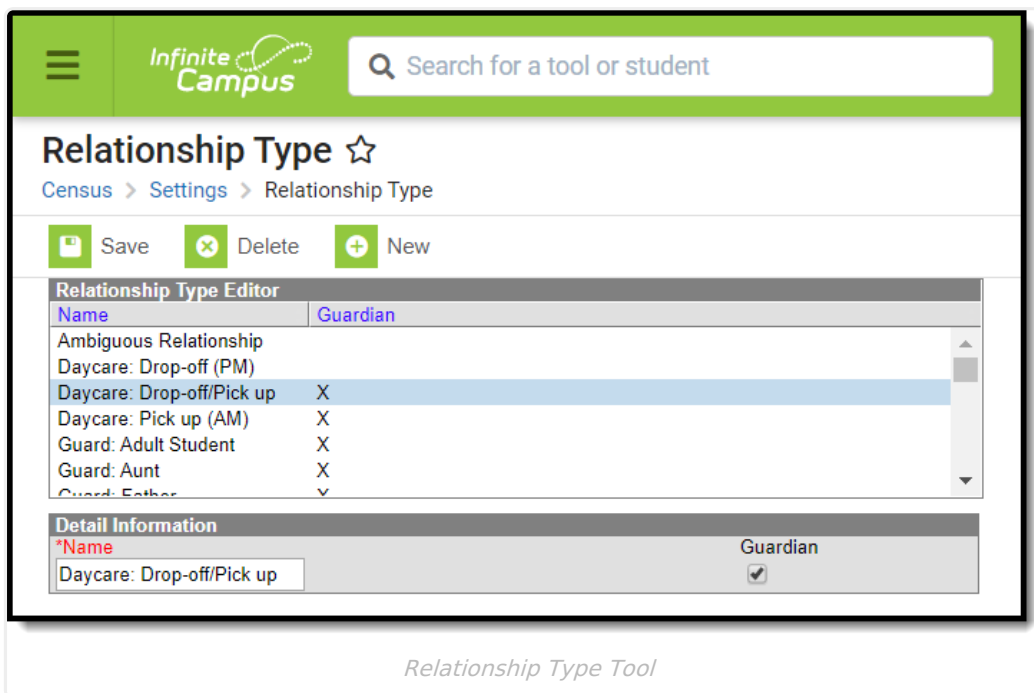 Infinite
Campus
Search for a tool or student
Relationship Type
Census > Settings > Relationship Type
Save Delete New
Relationship Type Editor
Name Guardian
Ambiguous Relationship
Daycare: Drop-off (PM)
Daycare: Drop-off/Pick up X
Daycare: Pick up (AM) X
Guard: Adult Student X
Guard: Aunt X
Guard: Father X
Detail Information
*Name Guardian
Daycare: Drop-off/Pick up
Relationship Type Tool